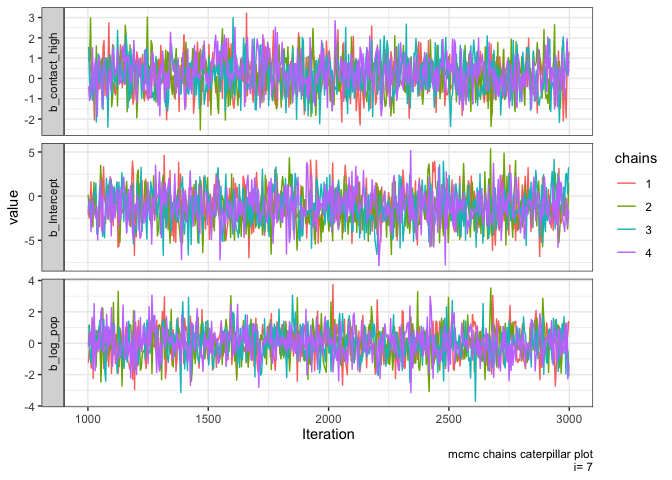 3
2
1
0
-1
-2
b_contact_high
5
0
-5
b_Intercept
4
2
0
-2
-4
b_log_pop
value
1000 1500 2000 2500 3000
Iteration
chains
1
2
3
4
mcmc chains caterpillar plot
i= 7